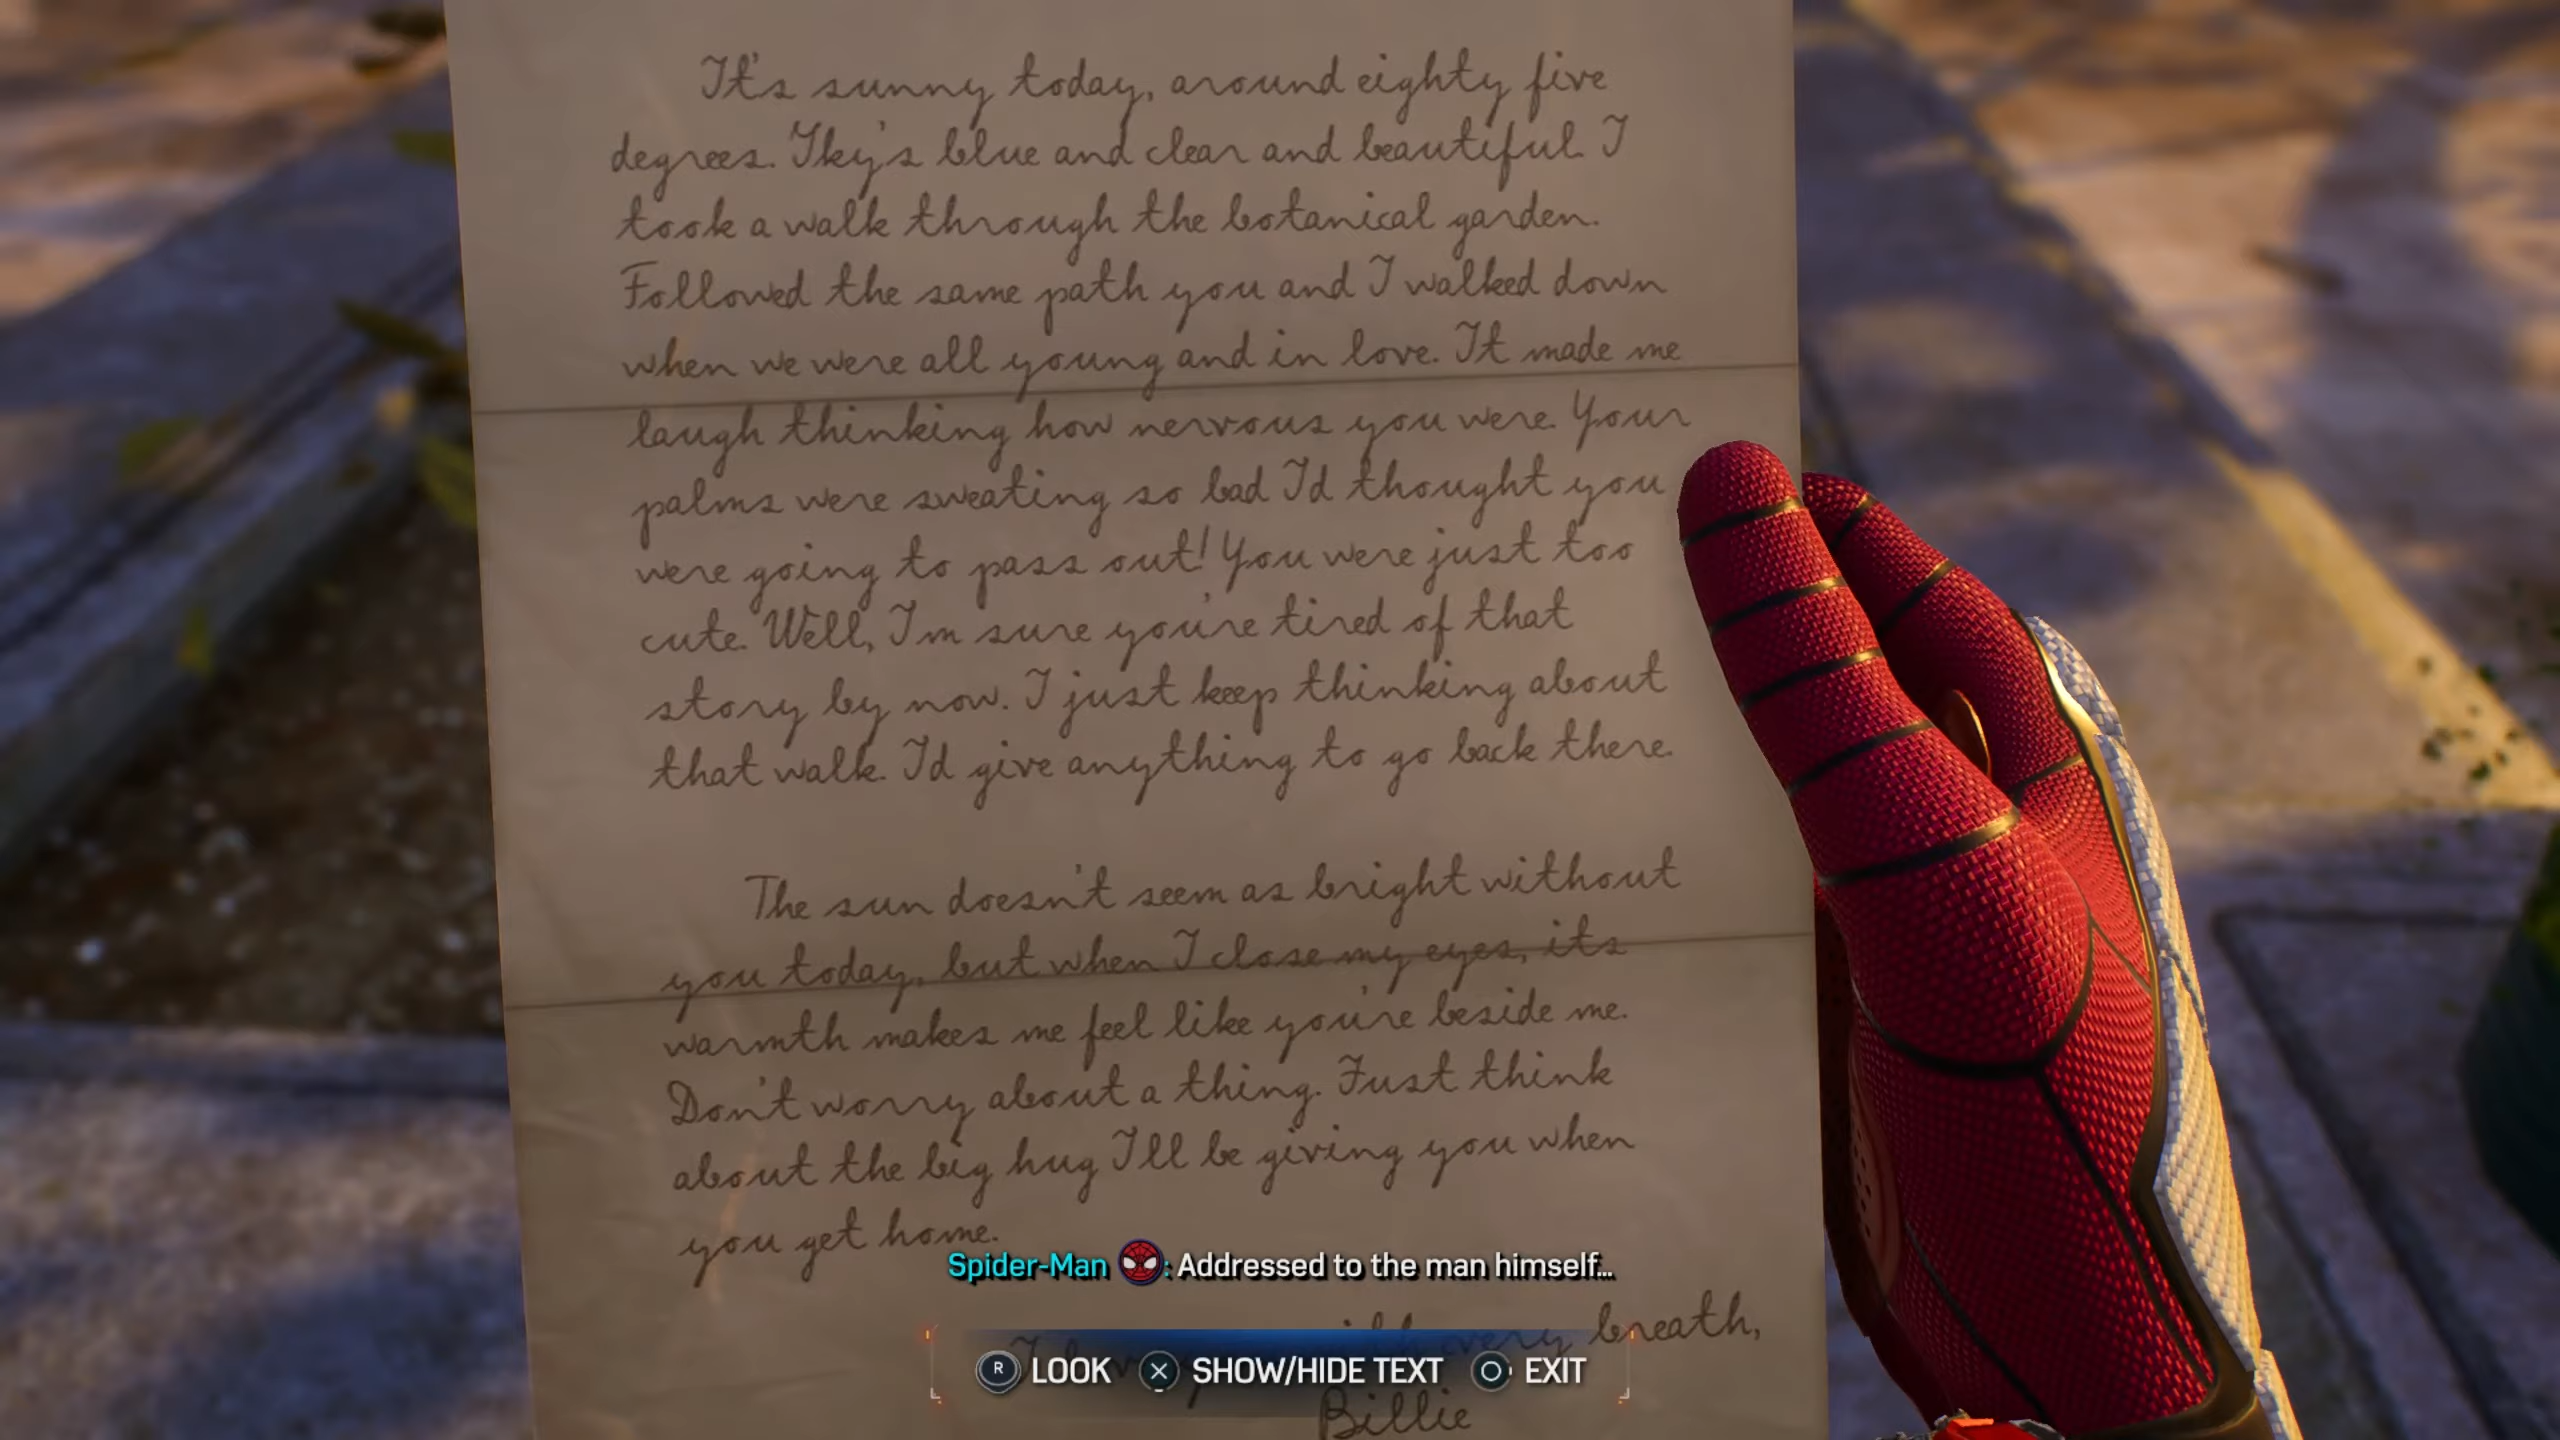 It's sunny today, around eighty five
degrees. Sky's blue and clear and beautiful. I
took a walk through the botanical garden.
Followed the same path you and I walked down
when we were all young and in love. It made me
laugh thinking how nervous you were. Your
palms were sweating so bad I'd thought you
were going to pass out! You were just too
cute. Well, I'm sure you're tired of that
story by now. I just keep thinking about
that walk. I'd give anything to go back there.
The sun doesn't seem as bright without
you today, but when I close my eyes, its
warmth makes me feel like you're beside me.
Don't worry about a thing. Just think
about the big hug I'll be giving you when
you get home.
Spider-Man : Addressed to the man himself...
every breath,
R LOOK SHOW/HIDE TEXT EXIT
Billie